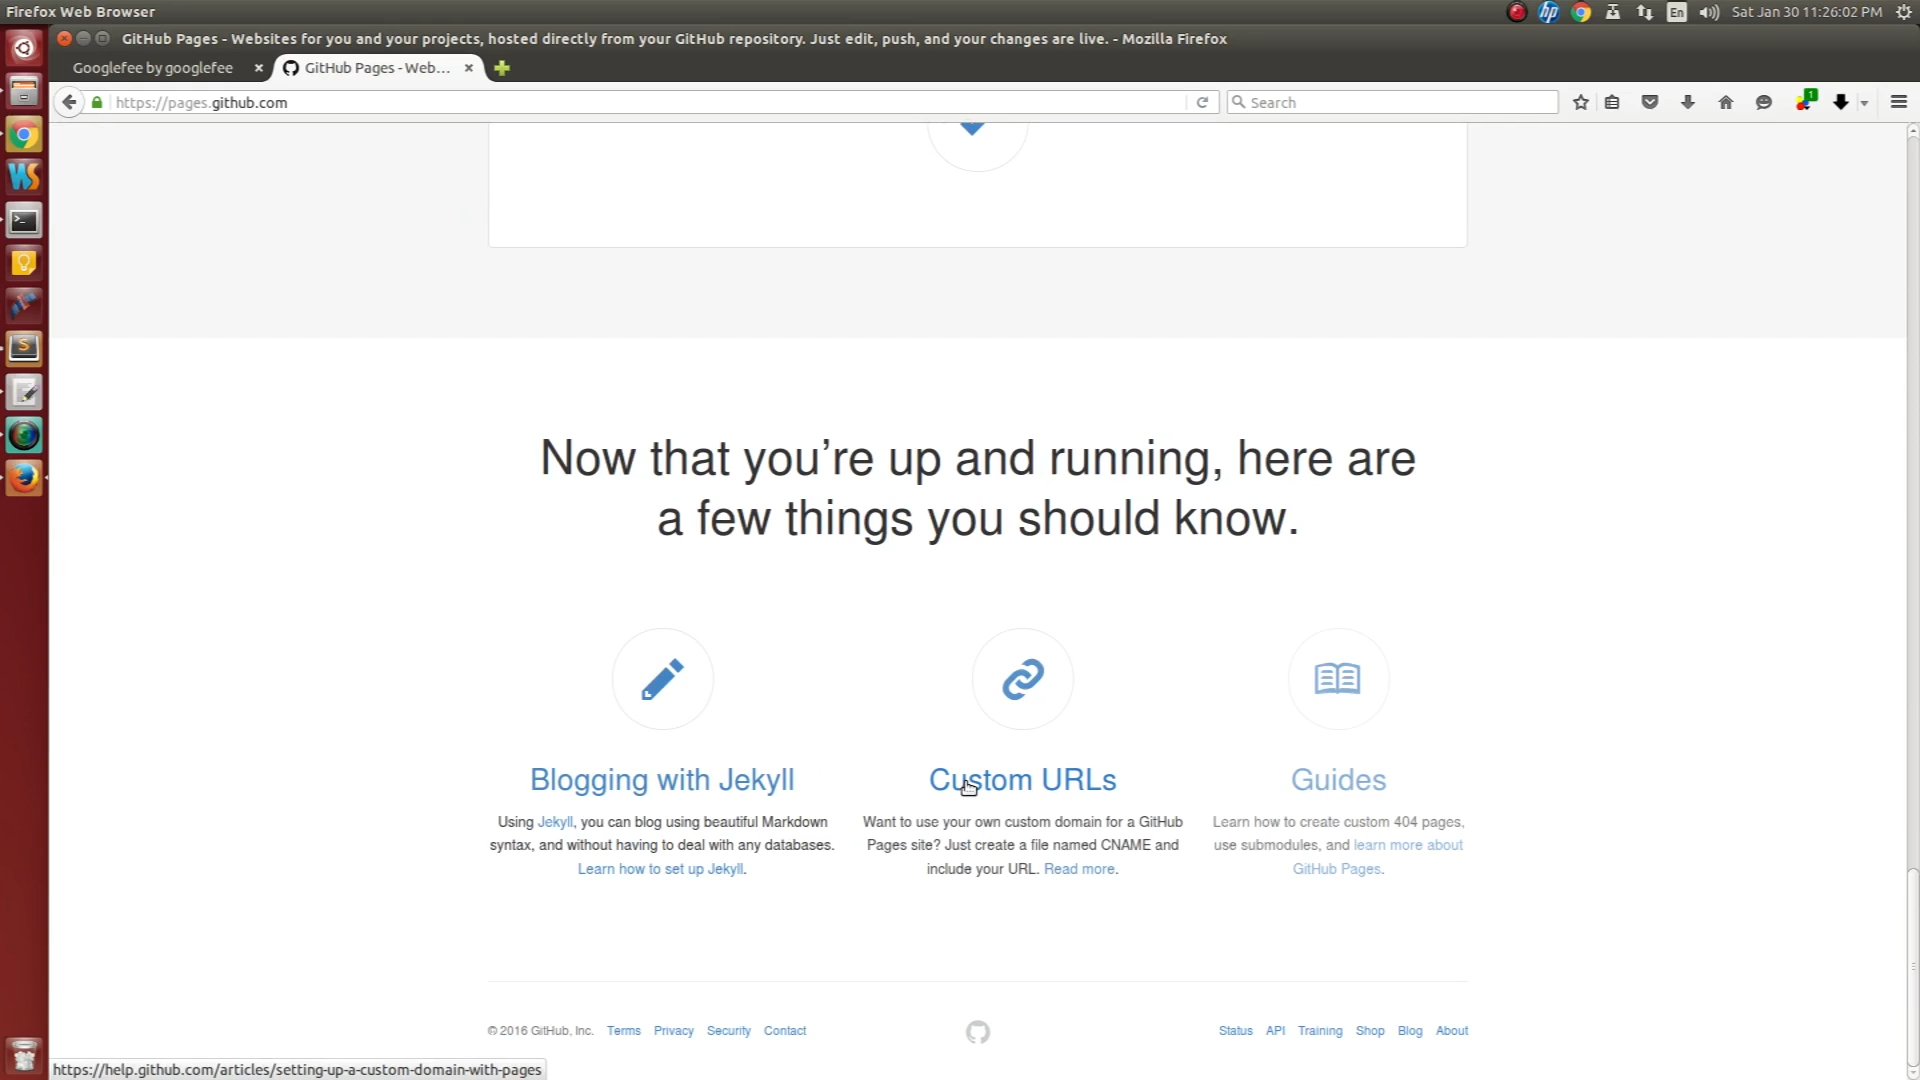 Firefox Web Browser
En
Sat Jan 30 11:26:02 PM
GitHub Pages - Websites for you and your projects, hosted directly from your GitHub repository. Just edit, push, and your changes are live. - Mozilla Firefox
Googlefee by googlefee
GitHub Pages - Web...
https://pages.github.com
Search
1
Now that you’re up and running, here are
a few things you should know.
Blogging with Jekyll
Using Jekyll, you can blog using beautiful Markdown
syntax, and without having to deal with any databases.
Learn how to set up Jekyll.
Custom URLs
Want to use your own custom domain for a GitHub
Pages site? Just create a file named CNAME and
include your URL. Read more.
Guides
Learn how to create custom 404 pages,
use submodules, and learn more about
GitHub Pages.
© 2016 GitHub, Inc. Terms Privacy Security Contact
Status API Training Shop Blog About
https://help.github.com/articles/setting-up-a-custom-domain-with-pages